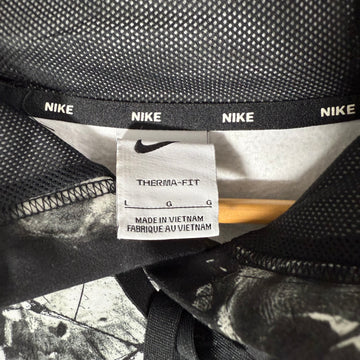 NIKE NIKE NIKE NIKE
THERMA-FIT
L G G
MADE IN VIETNAM
FABRIQUE AU VIETNAM